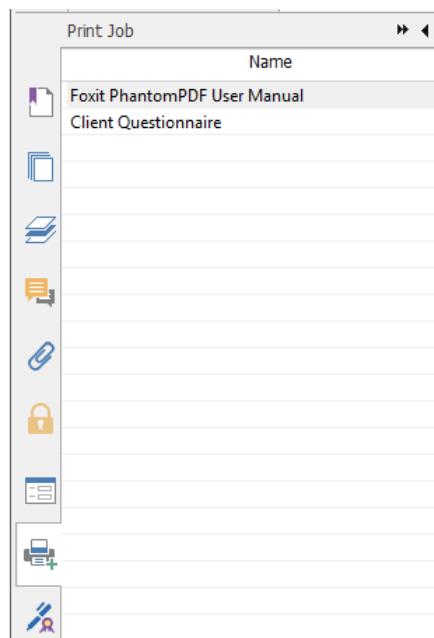 Print Job
Name
Foxit PhantomPDF User Manual
Client Questionnaire